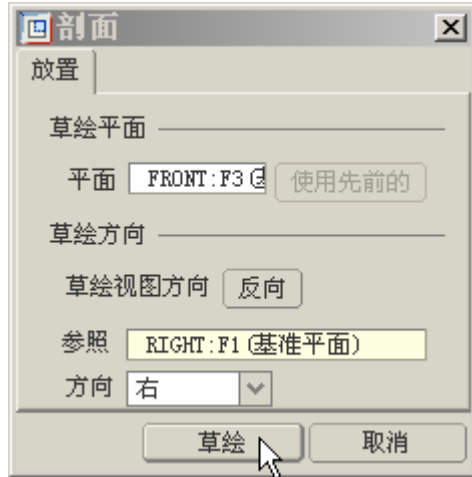 剖面
放置
草绘平面
平面 FRONT:F3(基 使用先前的
草绘方向
草绘视图方向 反向
参照 RIGHT:F1(基准平面)
方向 右
草绘 取消